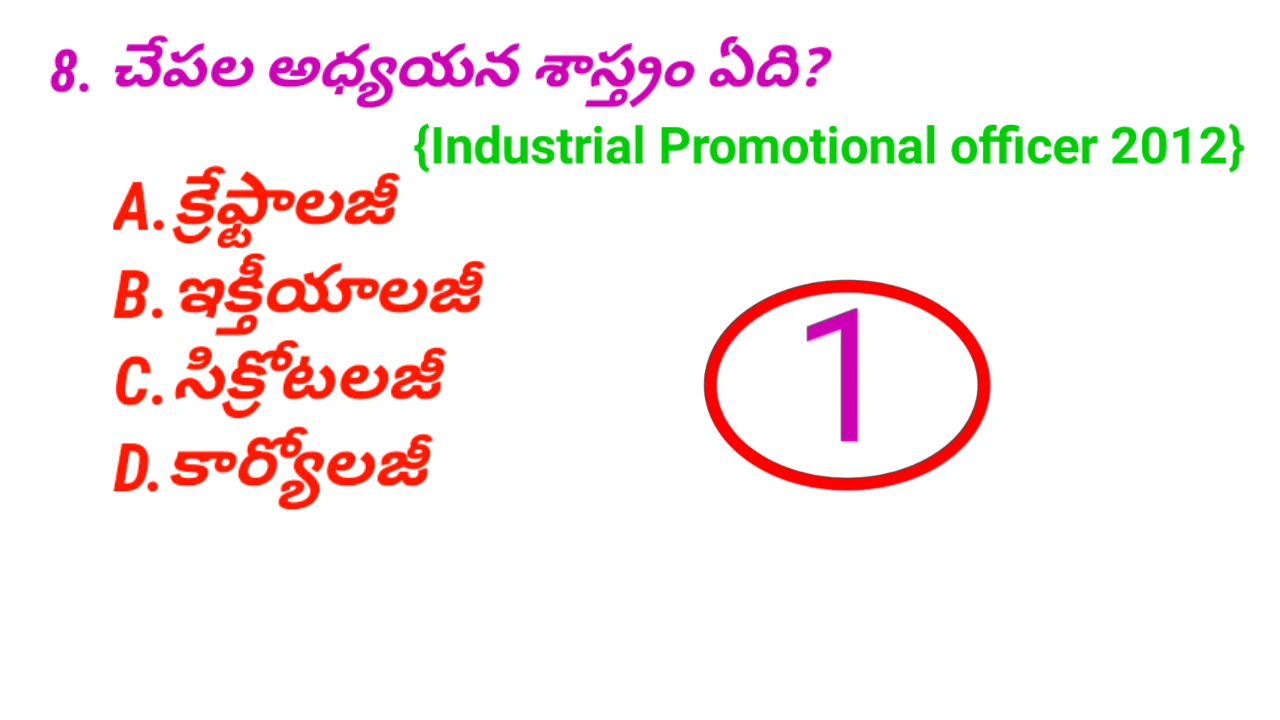 8. చేపల అధ్యయన శాస్త్రం ఏది?
{Industrial Promotional officer 2012}
A. క్రేఫ్టాలజీ
B. ఇక్తీయాలజీ
C. సిక్రోటలజీ
D. కార్యోలజీ
1